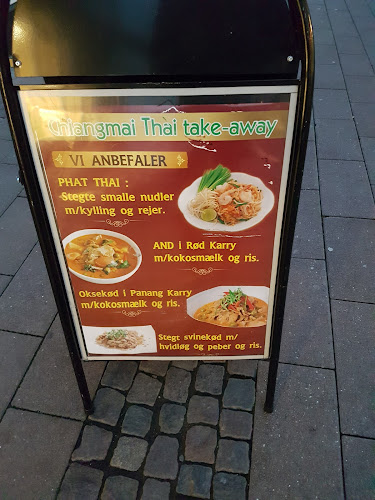 Chiangmai Thai take-away
VI ANBEFALER
PHAT THAI :
Stegte smalle nudler
m/kylling og rejer.
AND i Rød Karry
m/kokosmælk og ris.
Oksekød i Panang Karry
m/kokosmælk og ris.
Stegt svinekød m/
hvidløg og peber og ris.